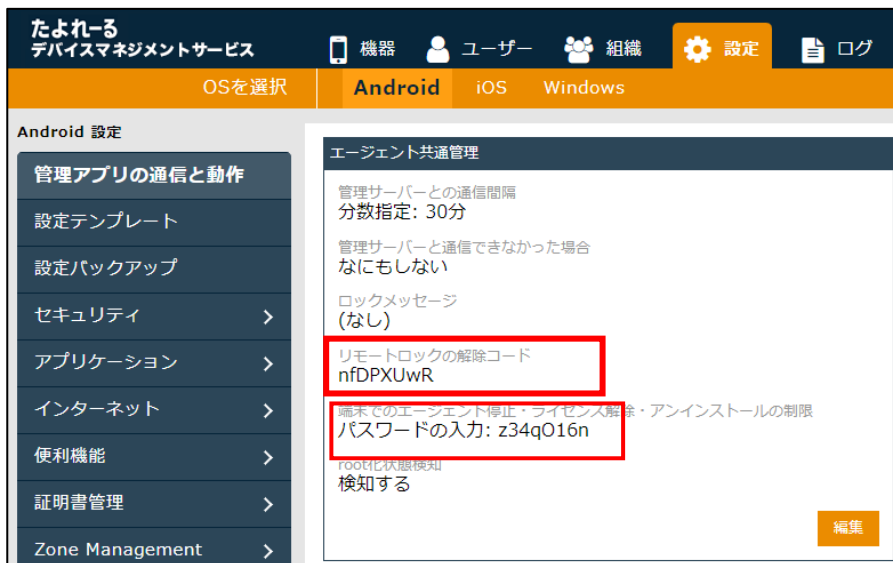 たよれーる
デバイスマネジメントサービス
機器
ユーザー
組織
設定
ログ
OSを選択
Android
iOS
Windows
Android 設定
管理アプリの通信と動作
設定テンプレート
設定バックアップ
セキュリティ
アプリケーション
インターネット
便利機能
証明書管理
Zone Management
エージェント共通管理
管理サーバーとの通信間隔
分数指定: 30分
管理サーバーと通信できなかった場合
なにもしない
ロックメッセージ
(なし)
リモートロックの解除コード
nfDPXUwR
端末でのエージェント停止・ライセンス解除・アンインストールの制限
パスワードの入力: z34qO16n
root化状態検知
検知する
編集